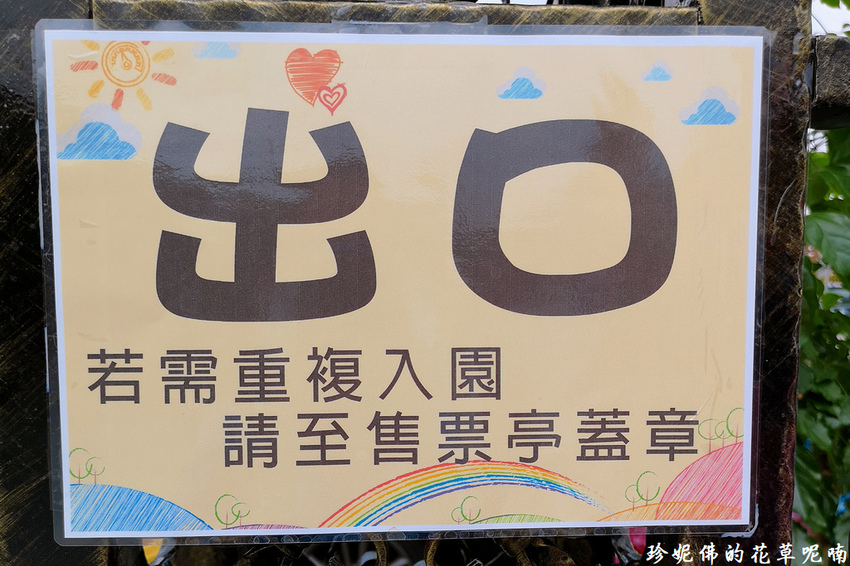 出口
若需重複入園
請至售票亭蓋章
珍妮佛的花草呢喃